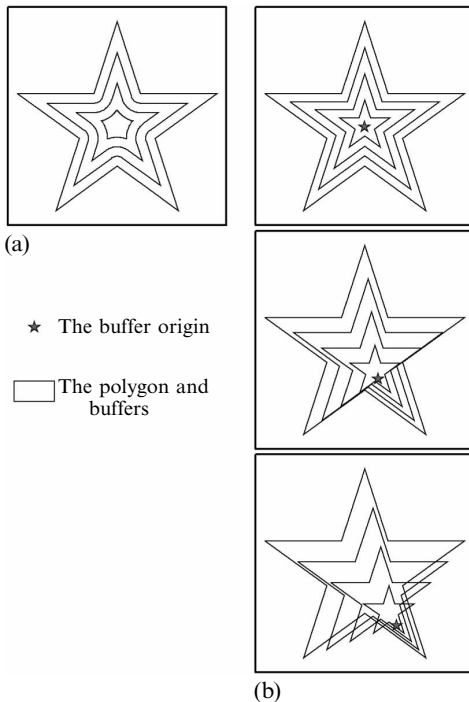 (a)
The buffer origin
The polygon and
buffers
(b)